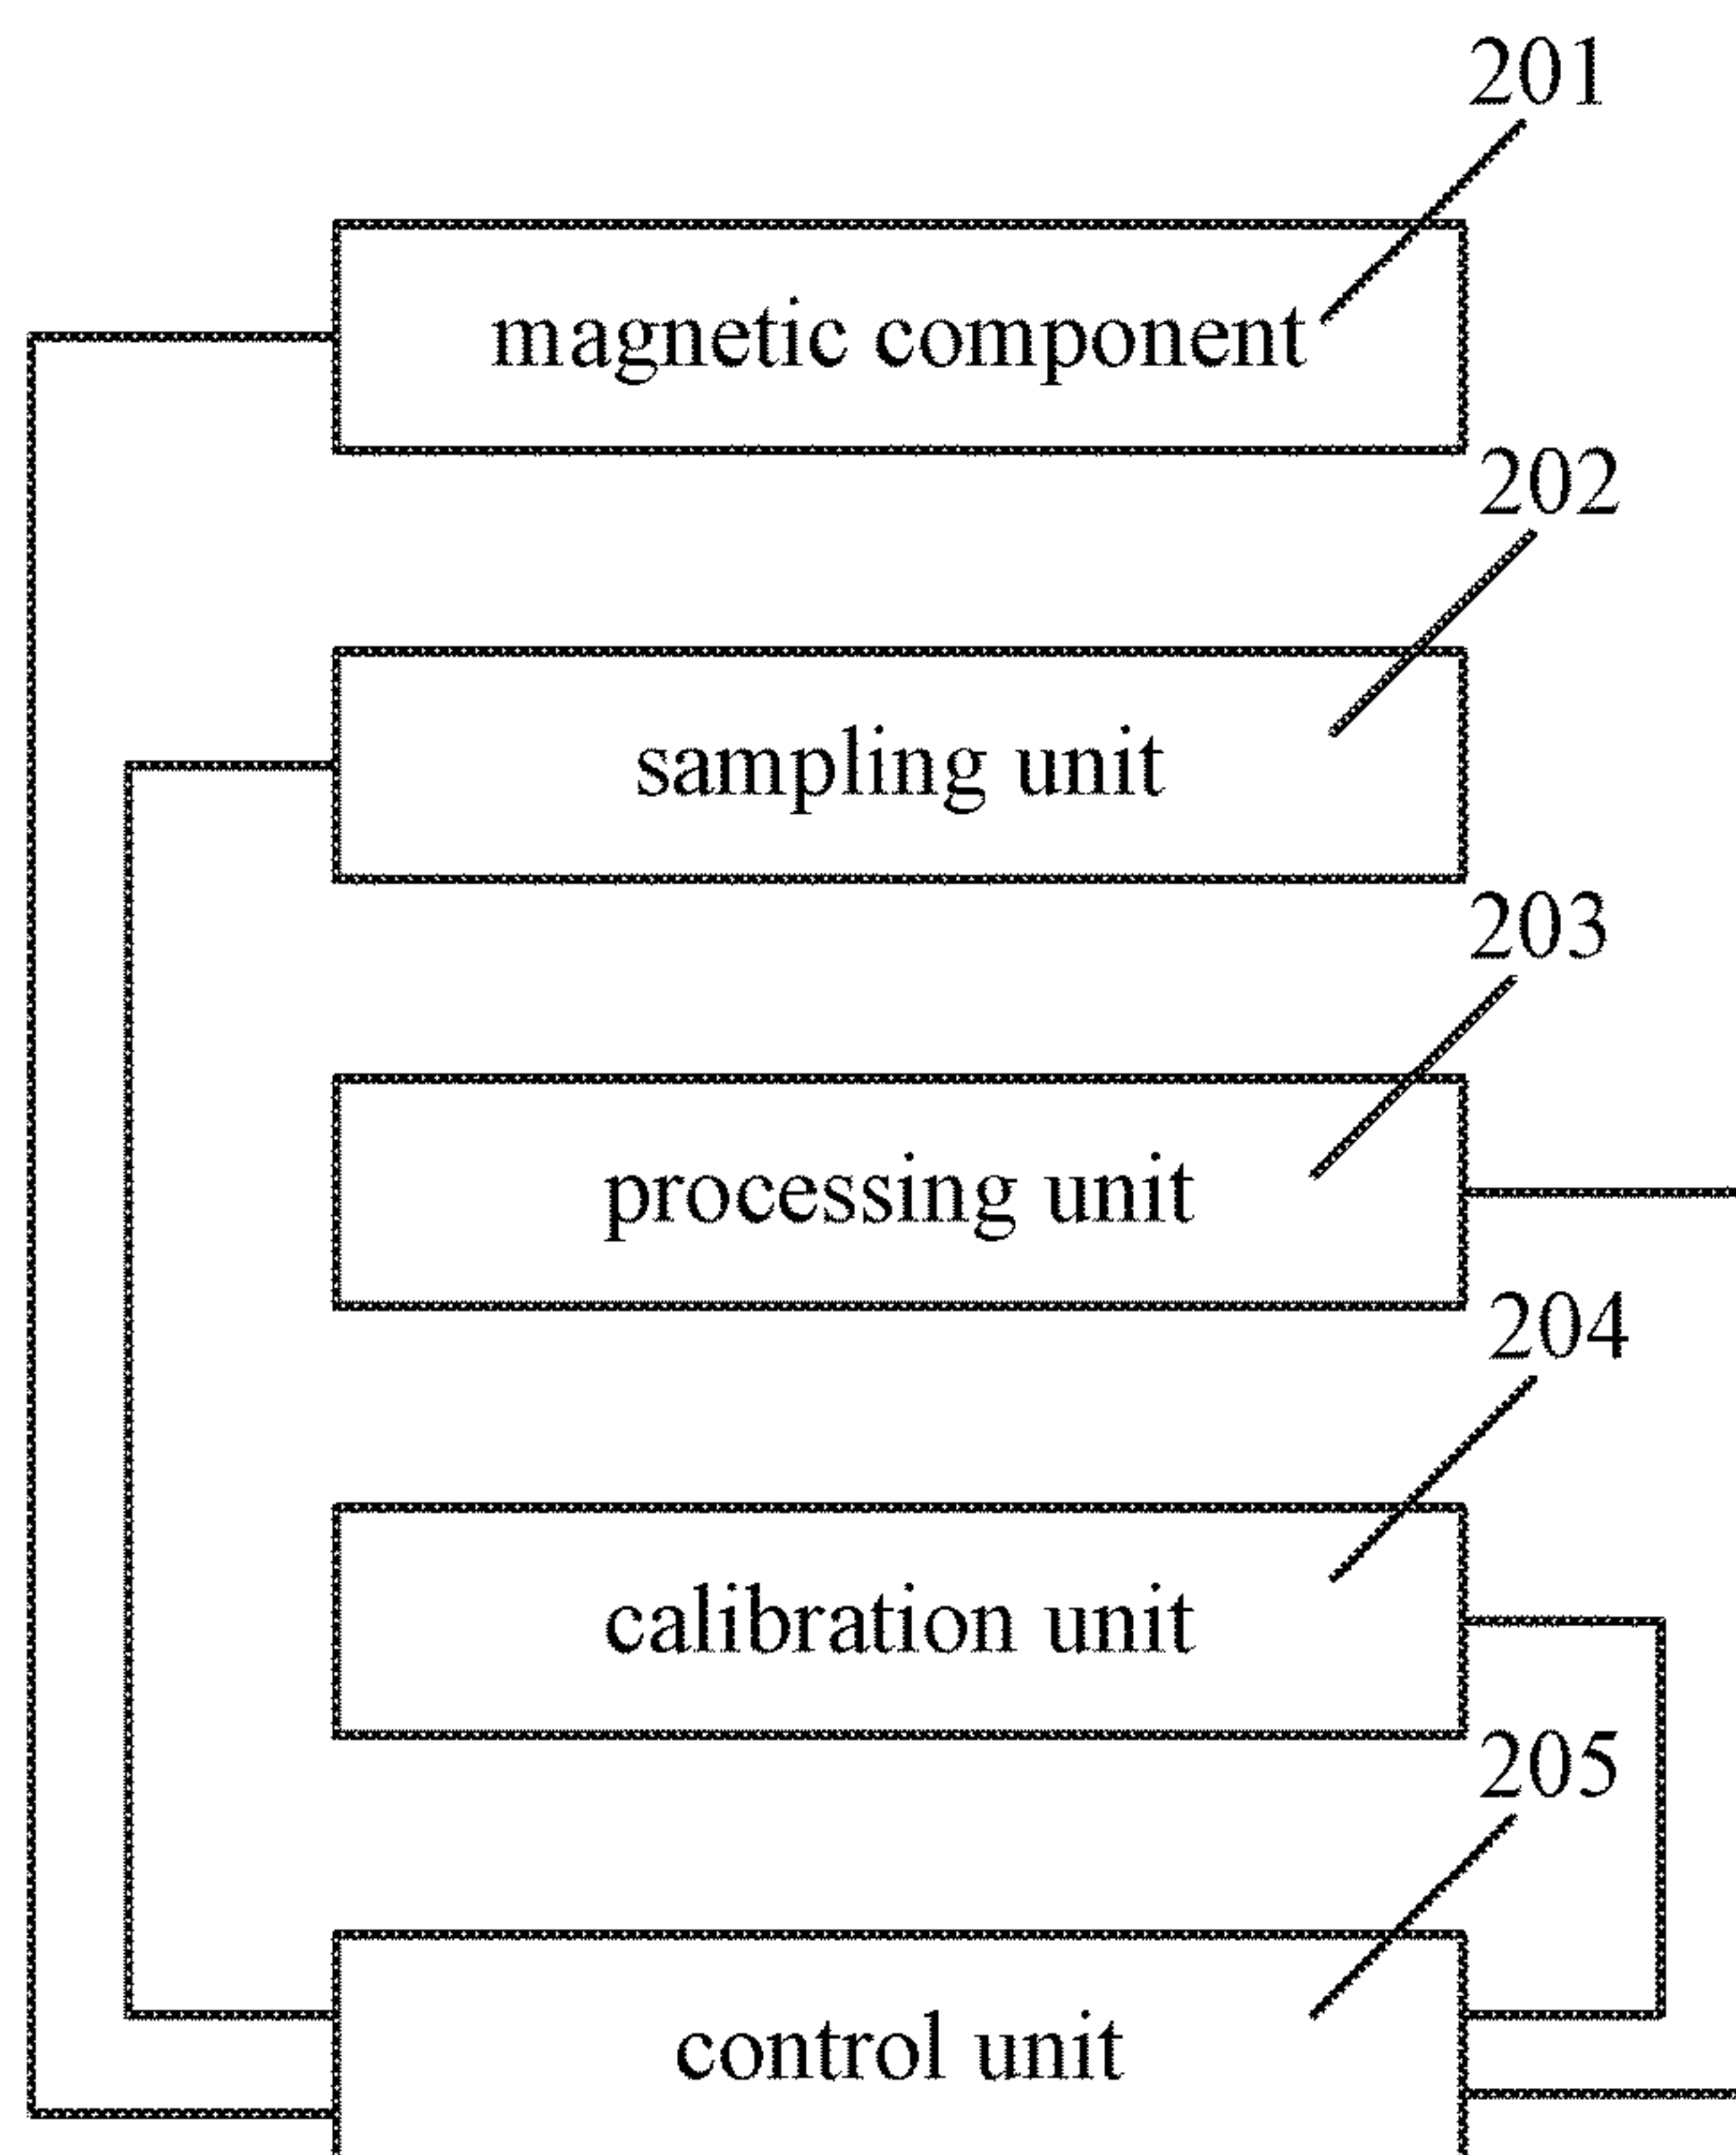 201
magnetic component
202
sampling unit
203
processing unit
204
calibration unit
205
control unit